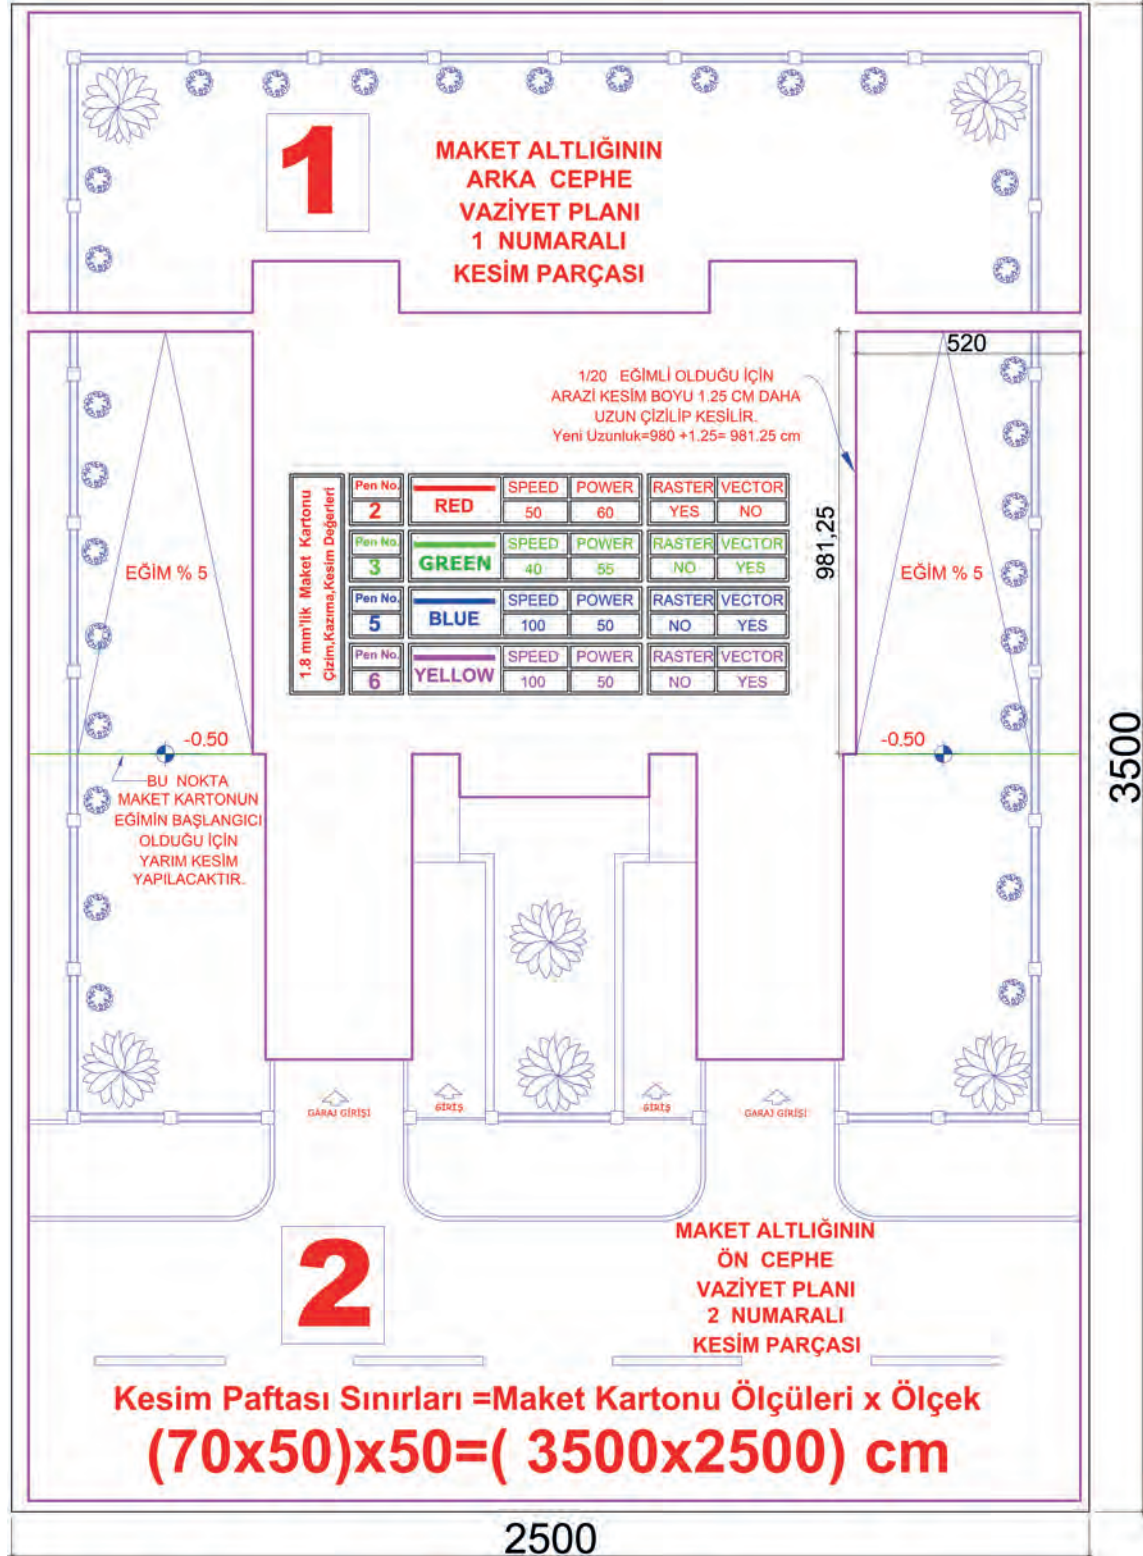 1
MAKET ALTLIĞININ
ARKA CEPHE
VAZİYET PLANI
1 NUMARALI
KESİM PARÇASI
520
1/20 EĞİMLİ OLDUĞU İÇİN
ARAZİ KESİM BOYU 1.25 CM DAHA
UZUN ÇİZİLİP KESİLİR.
Yeni Uzunluk=980 +1.25= 981.25 cm
981,25
1.8 mm'lik Maket Kartonu
Çizim,Kazıma,Kesim Değerleri
Pen No. SPEED POWER RASTER VECTOR
2 RED 50 60 YES NO
Pen No. SPEED POWER RASTER VECTOR
3 GREEN 40 55 NO YES
Pen No. SPEED POWER RASTER VECTOR
5 BLUE 100 50 NO YES
Pen No. SPEED POWER RASTER VECTOR
6 YELLOW 100 50 NO YES
EĞİM % 5
EĞİM % 5
-0.50
-0.50
BU NOKTA
MAKET KARTONUN
EĞİMİN BAŞLANGICI
OLDUĞU İÇİN
YARIM KESİM
YAPILACAKTIR.
3500
GARAJ GİRİŞİ
GİRİŞ
GİRİŞ
GARAJ GİRİŞİ
2
MAKET ALTLIĞININ
ÖN CEPHE
VAZİYET PLANI
2 NUMARALI
KESİM PARÇASI
Kesim Paftası Sınırları =Maket Kartonu Ölçüleri x Ölçek
(70x50)x50=( 3500x2500) cm
2500